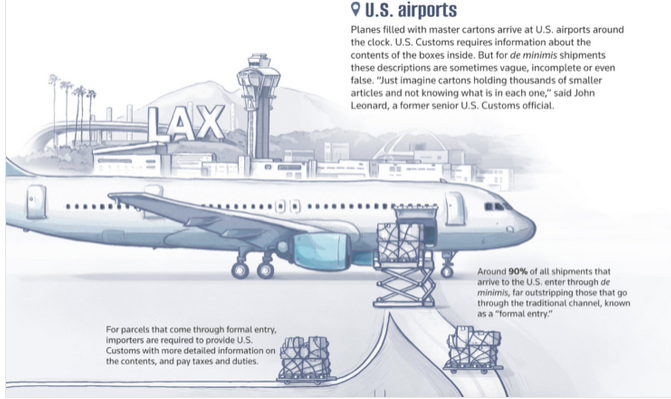 U.S. airports
Planes filled with master cartons arrive at U.S. airports around
the clock. U.S. Customs requires information about the
contents of the boxes inside. But for de minimis shipments
these descriptions are sometimes vague, incomplete or even
false. “Just imagine cartons holding thousands of smaller
articles and not knowing what is in each one,” said John
Leonard, a former senior U.S. Customs official.
LAX
Around 90% of all shipments that
arrive to the U.S. enter through de
minimis, far outstripping those that go
through the traditional channel, known
as a “formal entry.”
For parcels that come through formal entry,
importers are required to provide U.S.
Customs with more detailed information on
the contents, and pay taxes and duties.